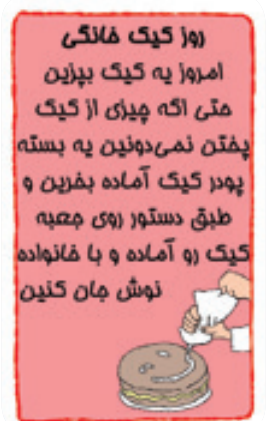 روز کیک خانگی
امروز یه کیک بپزین
حتی اگه چیزی از کیک
پختن نمی‌دونین یه بسته
پودر کیک آماده بخرین و
طبق دستور روی جعبه
کیک رو آماده و با خانواده
نوش جان کنین